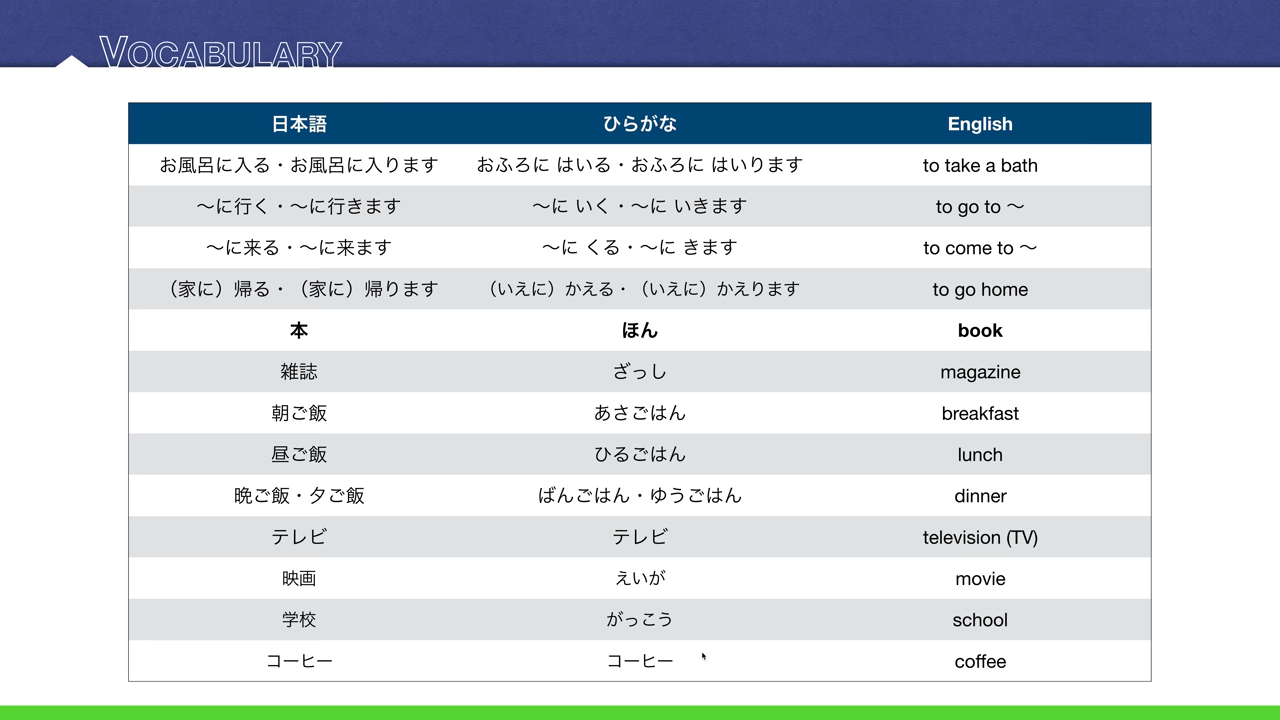 VOCABULARY
日本語 ひらがな English
お風呂に入る・お風呂に入ります おふろに はいる・おふろに はいります to take a bath
〜に行く・〜に行きます 〜に いく・〜に いきます to go to 〜
〜に来る・〜に来ます 〜に くる・〜に きます to come to 〜
（家に）帰る・（家に）帰ります （いえに）かえる・（いえに）かえります to go home
本 ほん book
雑誌 ざっし magazine
朝ご飯 あさごはん breakfast
昼ご飯 ひるごはん lunch
晩ご飯・夕ご飯 ばんごはん・ゆうごはん dinner
テレビ テレビ television (TV)
映画 えいが movie
学校 がっこう school
コーヒー コーヒー coffee